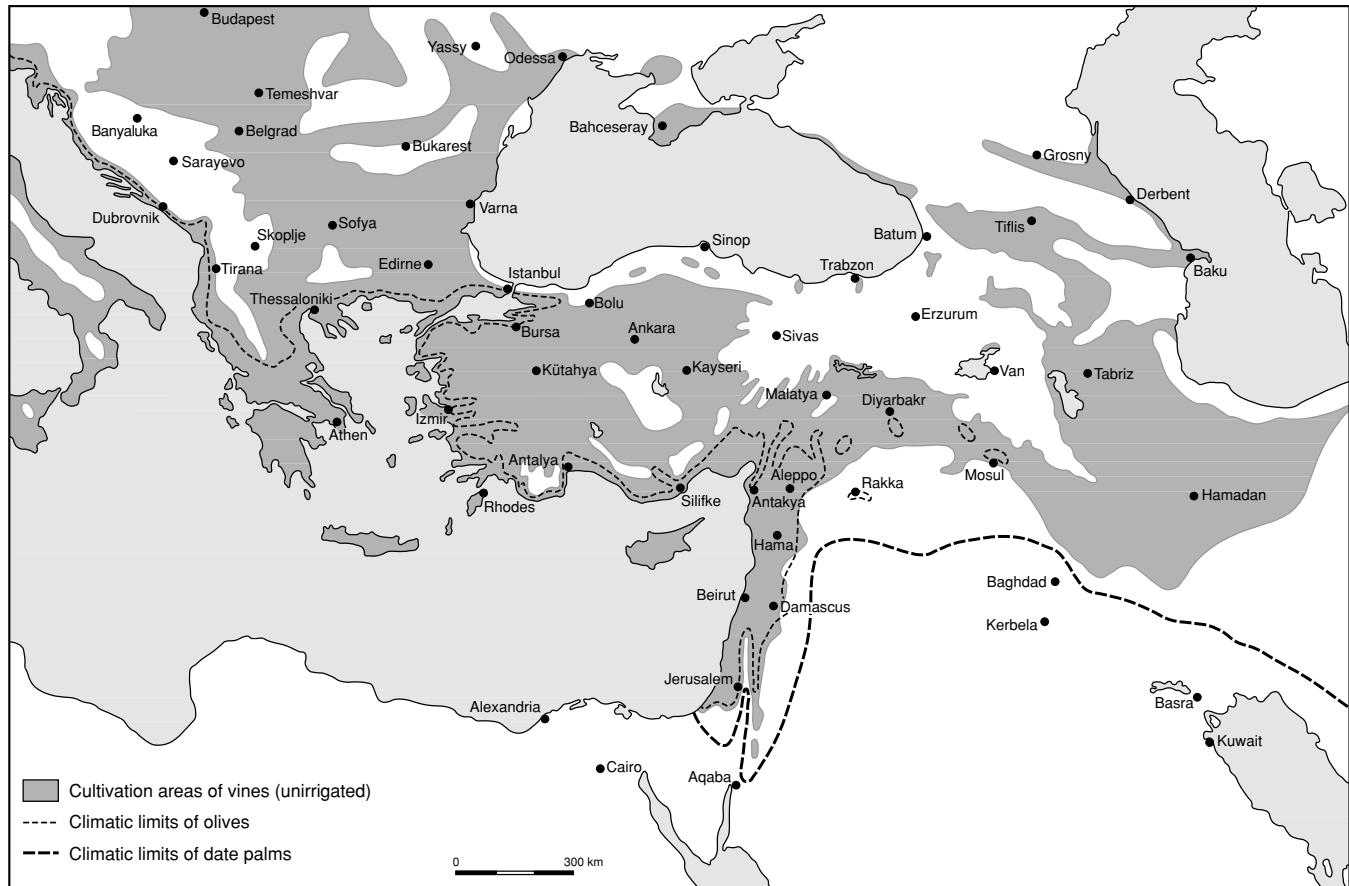 Budapest
Yassy
Odessa
Temeshvar
Banyaluka
Belgrad
Bahceseray
Bukarest
Sarayevo
Grosny
Derbent
Dubrovnik
Varna
Sofya
Tiflis
Skoplje
Batum
Sinop
Edirne
Tirana
Trabzon
Baku
Istanbul
Thessaloniki
Bolu
Erzurum
Bursa
Ankara
Sivas
Kütahya
Kayseri
Van
Tabriz
Malatya
Diyarbakr
Izmir
Athen
Antalya
Aleppo
Mosul
Rakka
Rhodes
Silifke
Antakya
Hamadan
Hama
Baghdad
Beirut
Damascus
Kerbela
Jerusalem
Alexandria
Basra
Kuwait
Cairo
Aqaba
Cultivation areas of vines (unirrigated)
Climatic limits of olives
Climatic limits of date palms
0 300 km